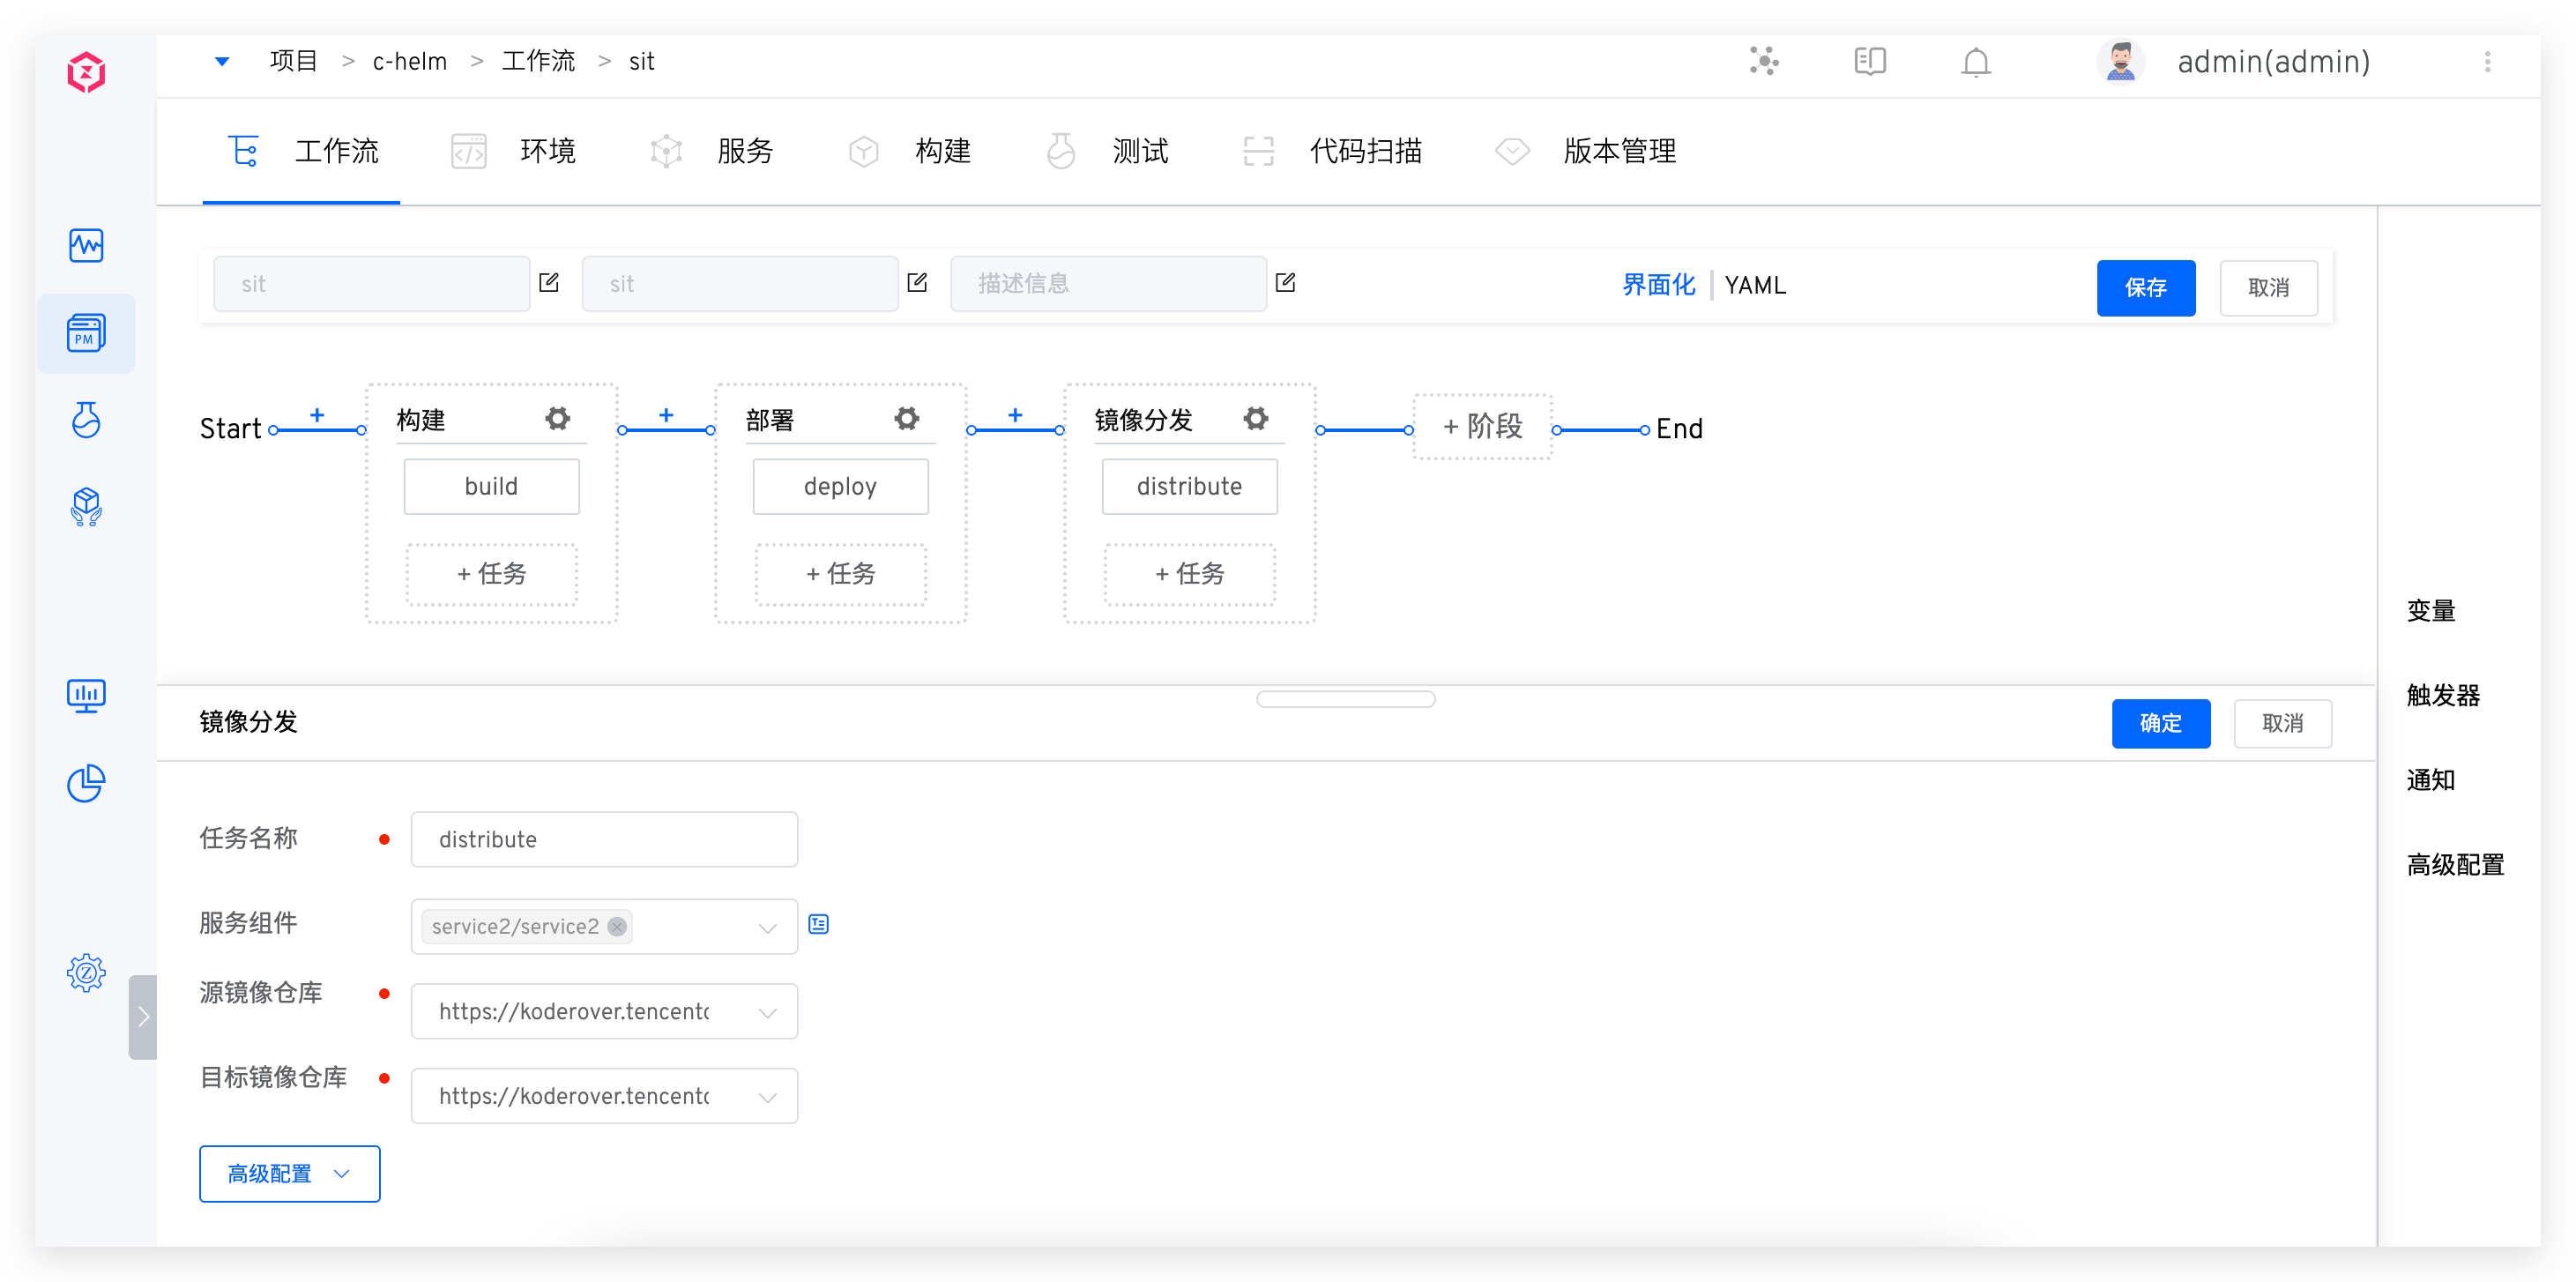 项目 > c-helm > 工作流 > sit
admin(admin)
工作流 环境 服务 构建 测试 代码扫描 版本管理
sit sit 描述信息 界面化 YAML 保存 取消
Start + 构建 + 部署 + 镜像分发 + 阶段 End
build deploy distribute
+ 任务 + 任务 + 任务
变量
触发器
通知
高级配置
镜像分发 确定 取消
任务名称 distribute
服务组件 service2/service2
源镜像仓库 https://koderover.tencentc
目标镜像仓库 https://koderover.tencentc
高级配置
PM
Z